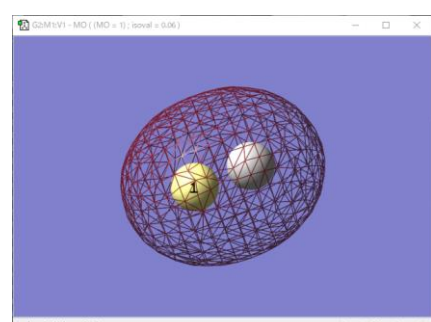 G2:M1:V1 - MO ( (MO = 1) ; isoval = 0.06 )
1